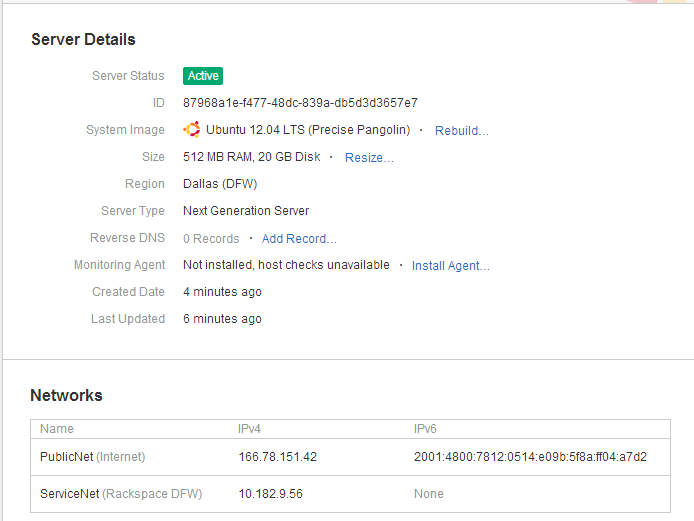 Server Details
Server Status Active
ID 87968a1e-f477-48dc-839a-db5d3d3657e7
System Image Ubuntu 12.04 LTS (Precise Pangolin) · Rebuild...
Size 512 MB RAM, 20 GB Disk · Resize...
Region Dallas (DFW)
Server Type Next Generation Server
Reverse DNS 0 Records · Add Record...
Monitoring Agent Not installed, host checks unavailable · Install Agent...
Created Date 4 minutes ago
Last Updated 6 minutes ago
Networks
Name IPv4 IPv6
PublicNet (Internet) 166.78.151.42 2001:4800:7812:0514:e09b:5f8a:ff04:a7d2
ServiceNet (Rackspace DFW) 10.182.9.56 None